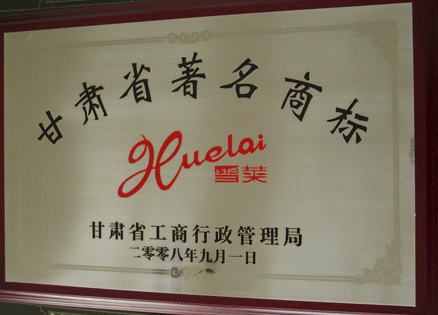 甘肃省著名商标
Huelai
雪莱
甘肃省工商行政管理局
二零零八年九月一日